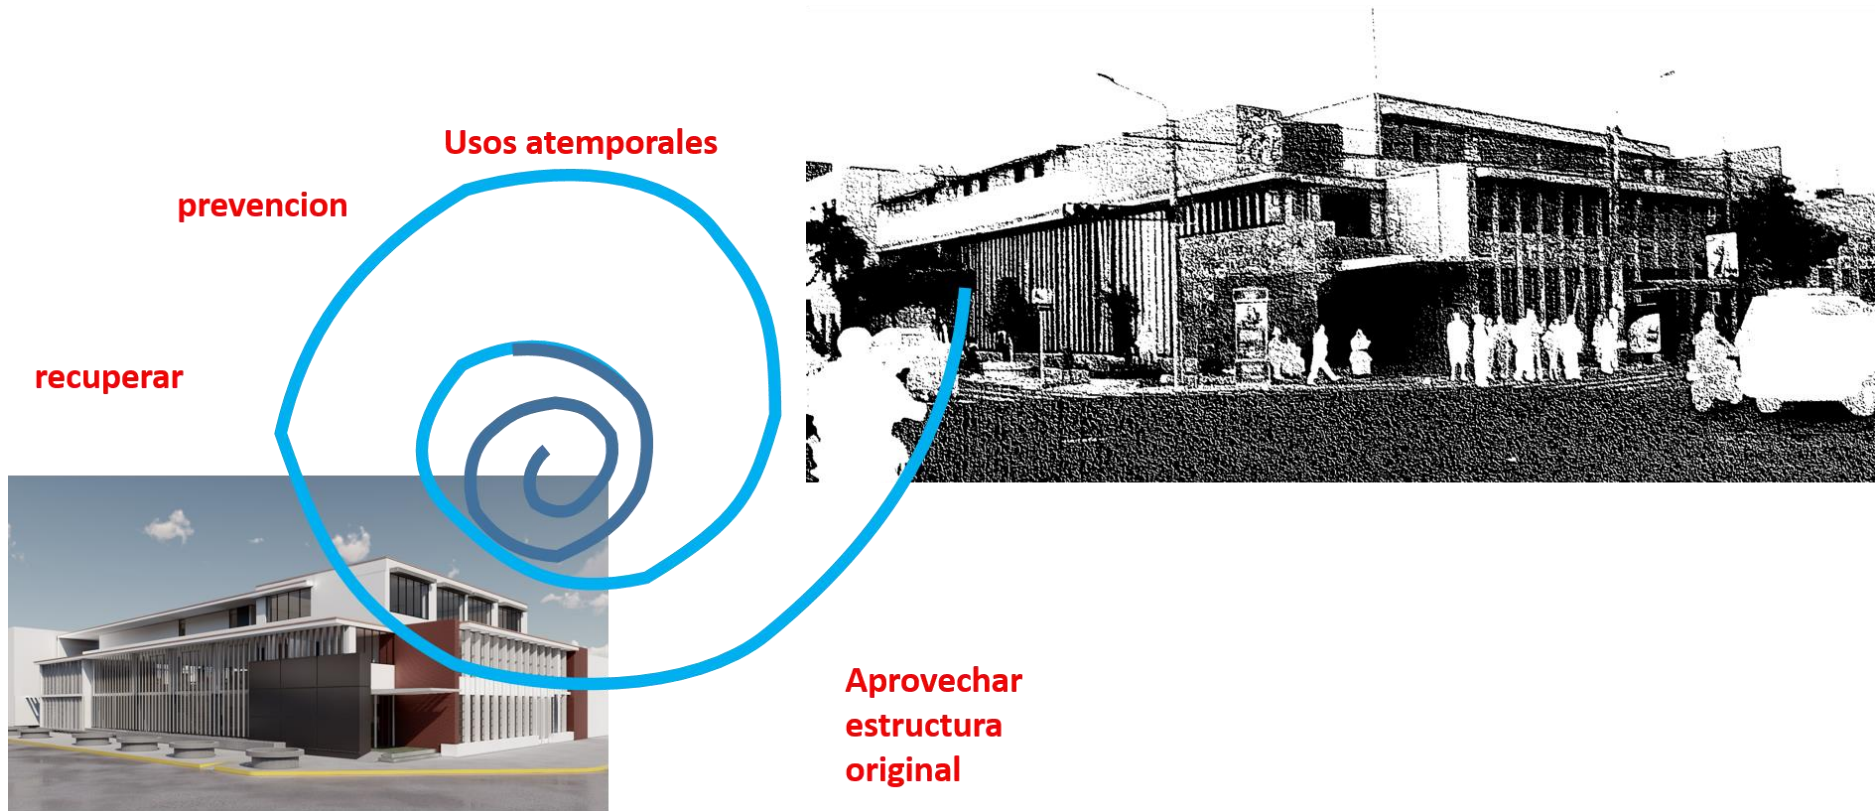 Usos atemporales
prevencion
recuperar
Aprovechar
estructura
original